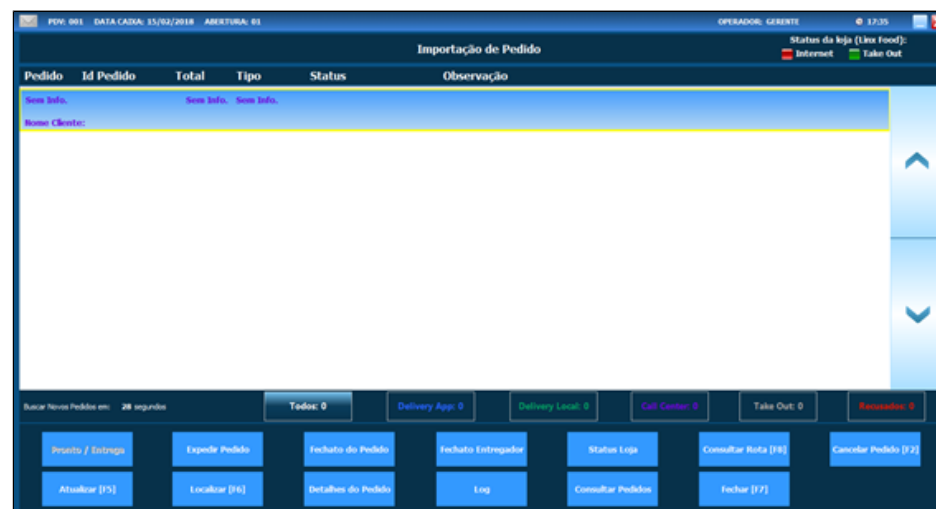 PDV: 001 DATA CAIXA: 15/02/2018 ABERTURA: 01 OPERADOR: GERENTE 17:35
Importação de Pedido
Status da loja (Linx Food):
Internet Take Out
Pedido Id Pedido Total Tipo Status Observação
Sem Info. Sem Info. Sem Info.
Nome Cliente:
Buscar Novos Pedidos em: 28 segundos
Todos: 0 Delivery App: 0 Delivery Local: 0 Call Center: 0 Take Out: 0 Recusados: 0
Pronto / Entrega Expedir Pedido Fechato do Pedido Fechato Entregador Status Loja Consultar Rota [F8] Cancelar Pedido [F2]
Atualizar [F5] Localizar [F6] Detalhes do Pedido Log Consultar Pedidos Fechar [F7]